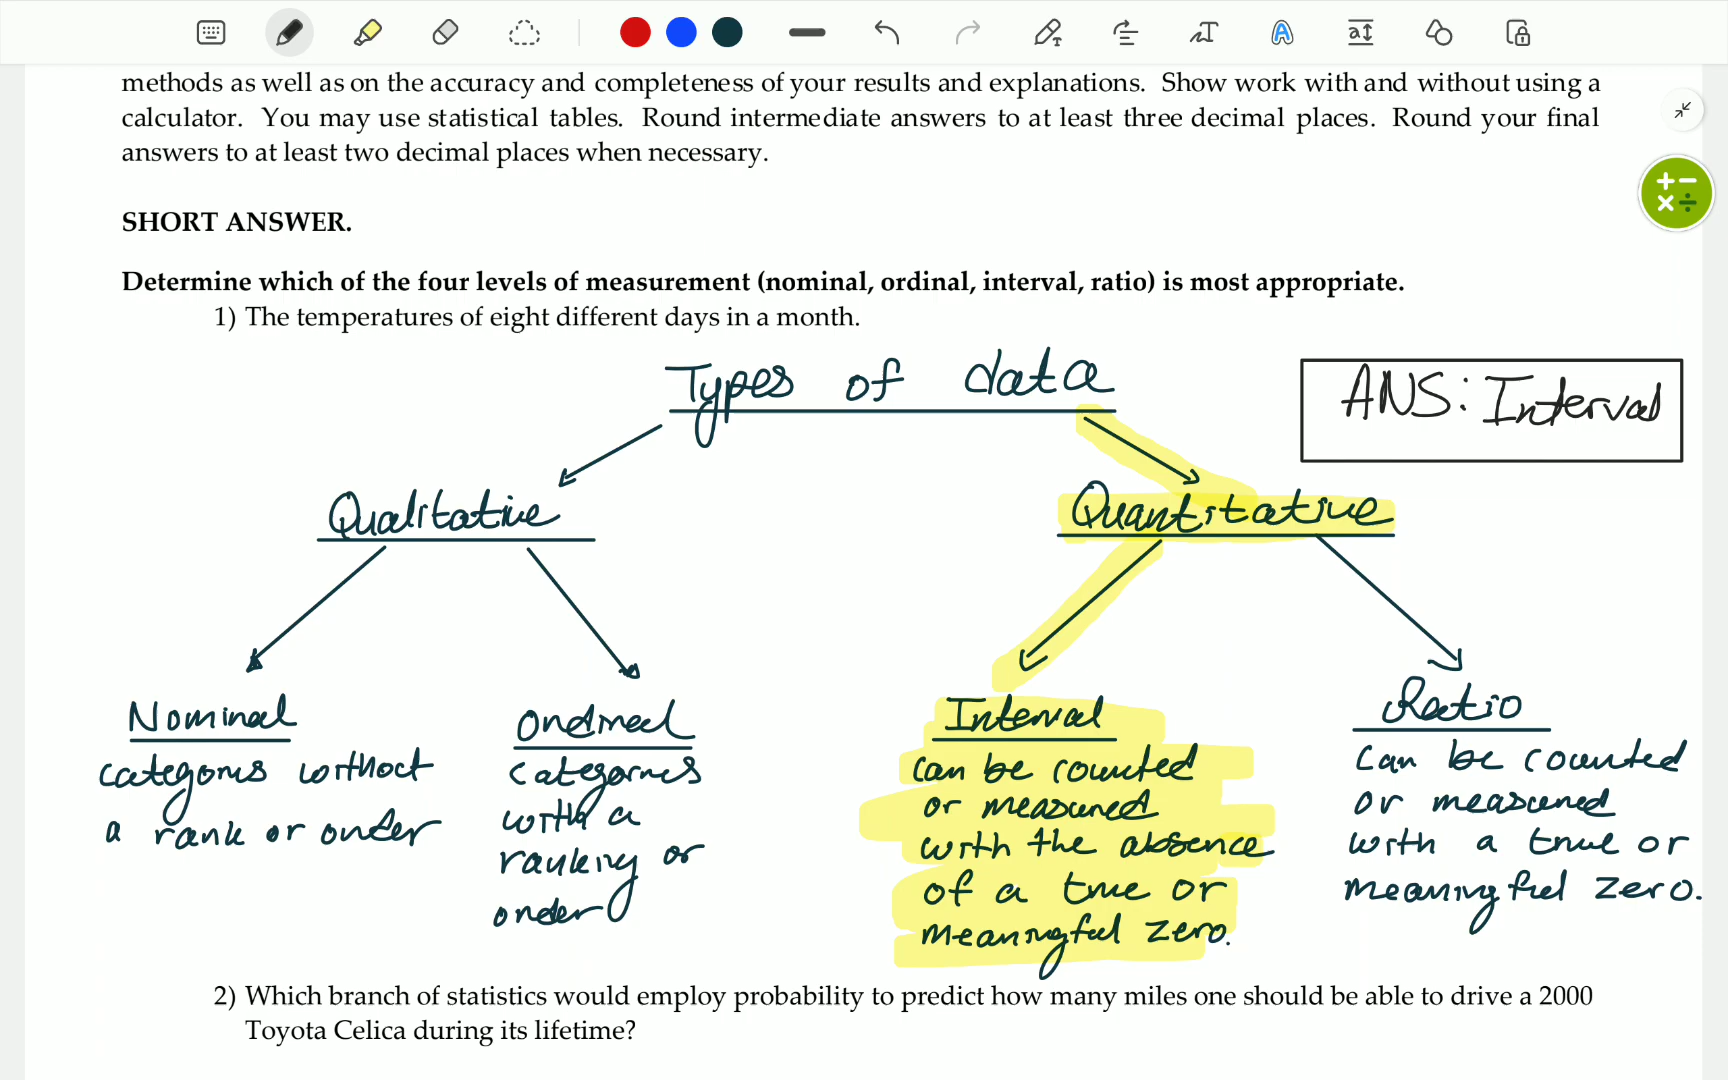 methods as well as on the accuracy and completeness of your results and explanations. Show work with and without using a
calculator. You may use statistical tables. Round intermediate answers to at least three decimal places. Round your final
answers to at least two decimal places when necessary.
SHORT ANSWER.
Determine which of the four levels of measurement (nominal, ordinal, interval, ratio) is most appropriate.
1) The temperatures of eight different days in a month.
Types of data
ANS: Interval
Qualitative
Quantitative
Nominal
categories without
a rank or order
Ordinal
categories
with a
ranking or
order
Interval
can be counted
or measured
with the absence
of a true or
meaningful zero.
Ratio
can be counted
or measured
with a true or
meaningful zero.
2) Which branch of statistics would employ probability to predict how many miles one should be able to drive a 2000
Toyota Celica during its lifetime?